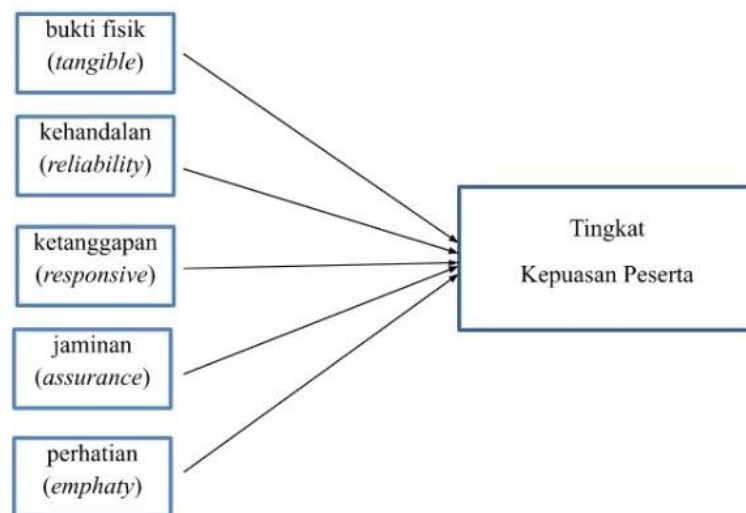 bukti fisik
(tangible)
kehandalan
(reliability)
ketanggapan
(responsive)
jaminan
(assurance)
perhatian
(emphaty)
Tingkat
Kepuasan Peserta